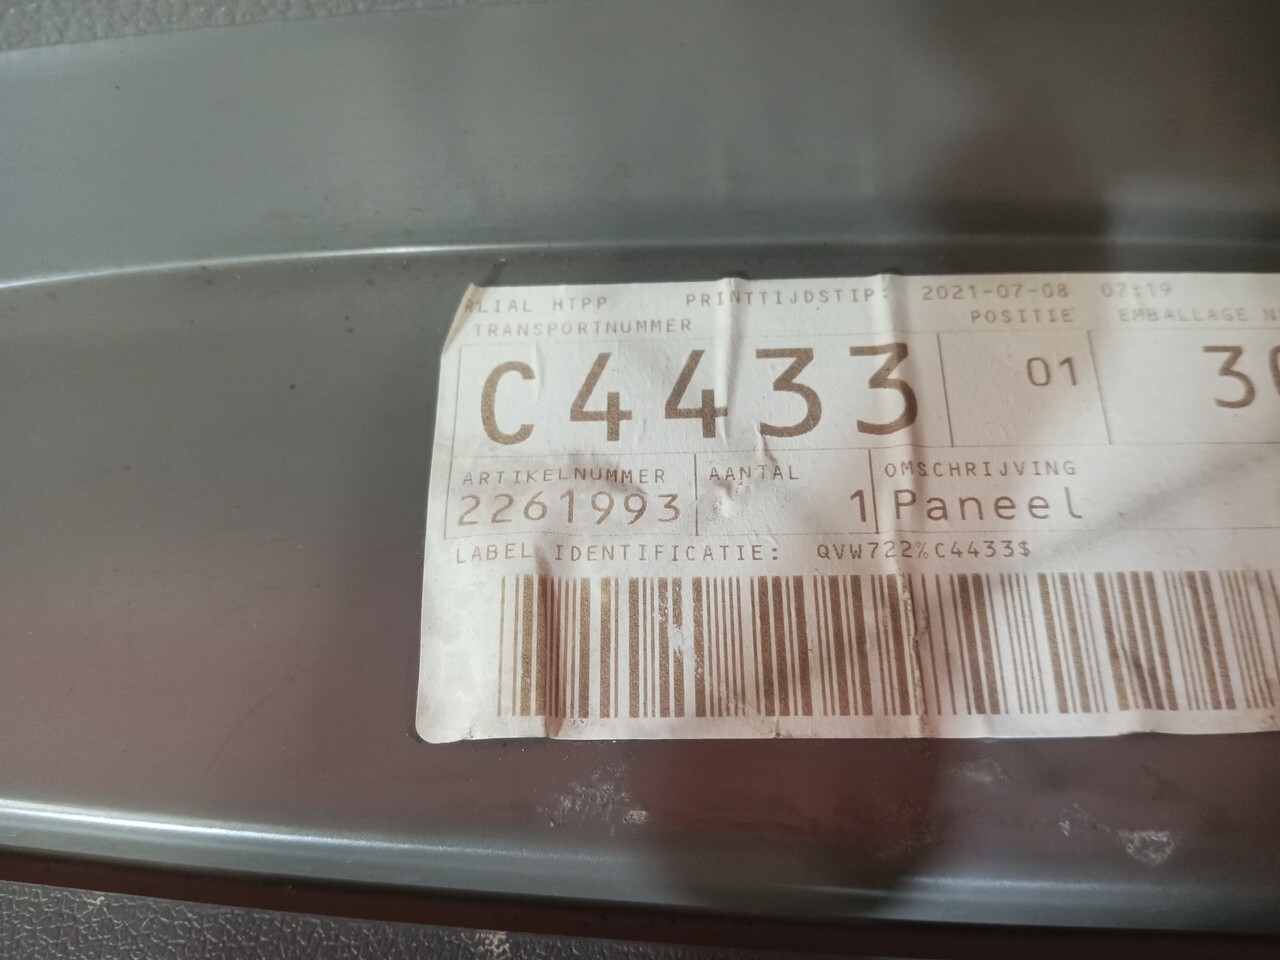 RLIAL HTPP PRINTTIJDSTIP: 2021-07-08 07:19
TRANSPORTNUMMER POSITIE EMBALLAGE
C4433 01
ARTIKELNUMMER AANTAL OMSCHRIJVING
2261993 1 Paneel
LABEL IDENTIFICATIE: QVW722%C4433$